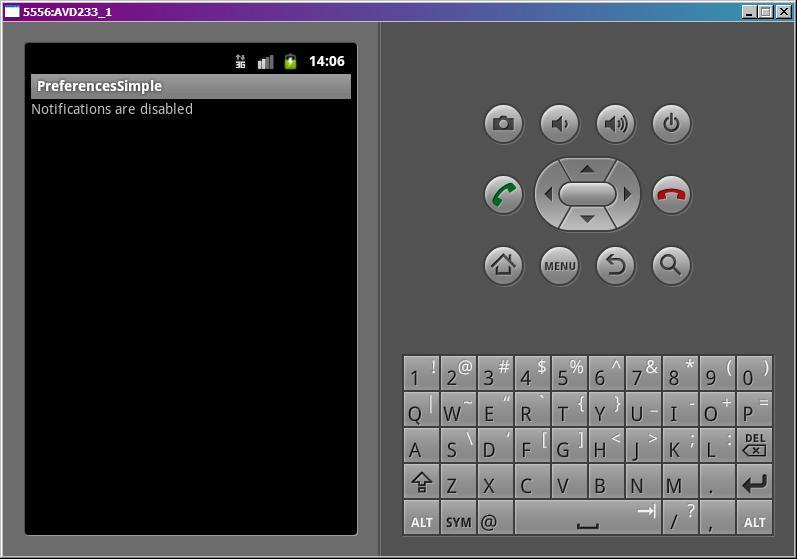 5556:AVD233_1
3G 14:06
PreferencesSimple
Notifications are disabled
MENU
1 ! 2 @ 3 # 4 $ 5 % 6 ^ 7 & 8 * 9 ( 0 )
Q | W ~ E “ R ` T { Y } U _ I - O + P =
A S \ D ‘ F [ G ] H < J > K ; L : DEL
Z X C V B N M .
ALT SYM @ / ? , ALT